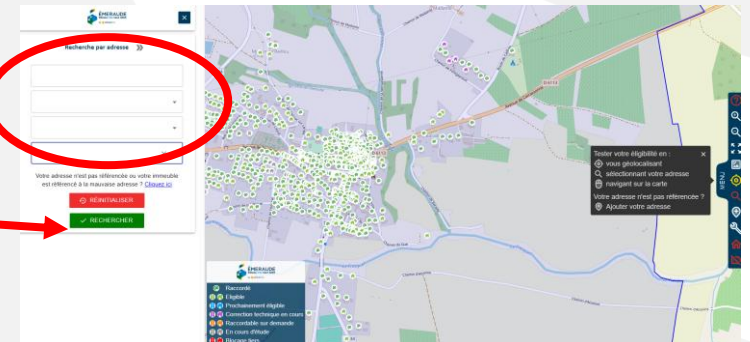 ÉMERAUDE
Recherche par adresse »
Votre adresse n'est pas référencée ou votre immeuble
est référencé à la mauvaise adresse ? Cliquez ici
RÉINITIALISER
RECHERCHER
Tester votre éligibilité en :
vous géolocalisant
sélectionnant votre adresse
navigant sur la carte
Votre adresse n'est pas référencée ?
Ajouter votre adresse
MENU
ÉMERAUDE
Raccordé
Eligible
Prochainement éligible
Correction technique en cours
Raccordable sur demande
En cours d'étude
Blocage tiers